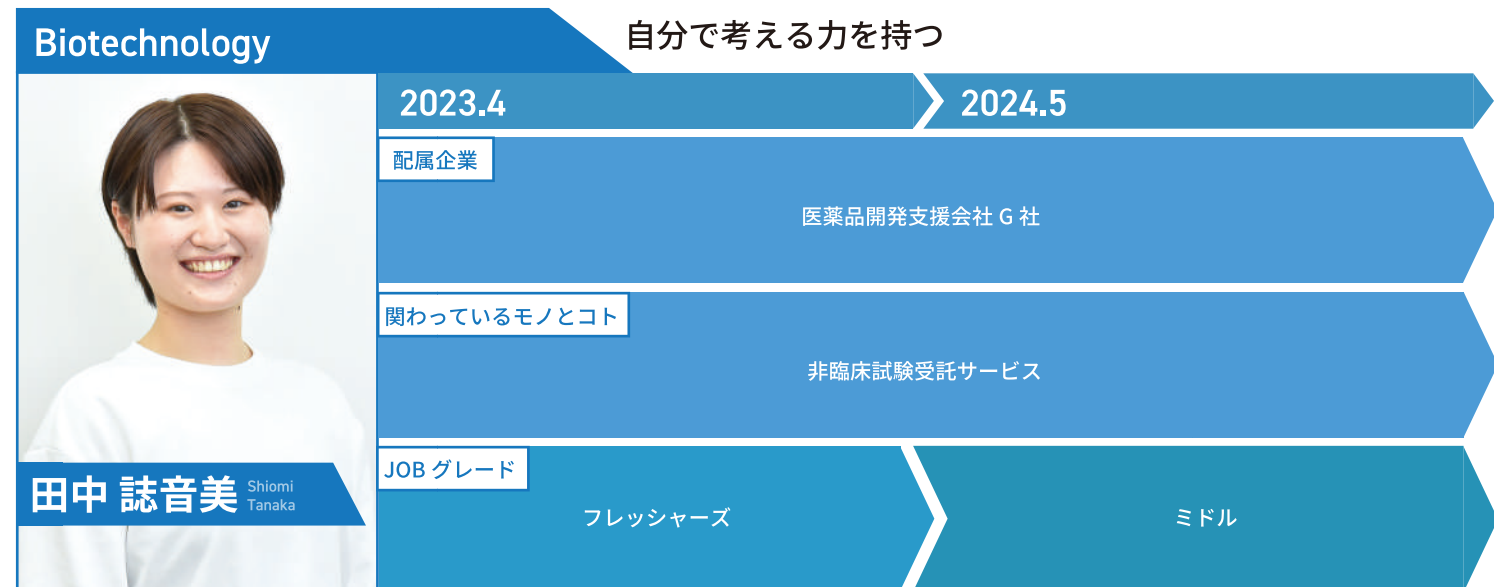 Biotechnology
自分で考える力を持つ
2023.4
2024.5
配属企業
医薬品開発支援会社 G 社
関わっているモノとコト
非臨床試験受託サービス
JOB グレード
フレッシャーズ
ミドル
田中 誌音美
Shiomi
Tanaka